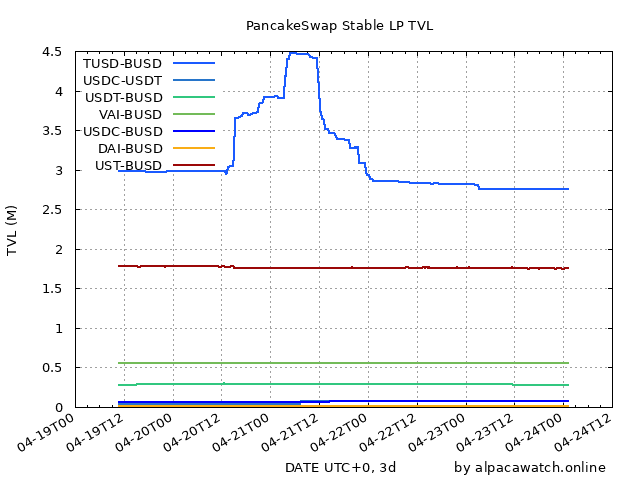 PancakeSwap Stable LP TVL
TVL (M)
4.5
4
3.5
3
2.5
2
1.5
1
0.5
0
TUSD-BUSD
USDC-USDT
USDT-BUSD
VAI-BUSD
USDC-BUSD
DAI-BUSD
UST-BUSD
04-19T00
04-19T12
04-20T00
04-20T12
04-21T00
04-21T12
04-22T00
04-22T12
04-23T00
04-23T12
04-24T00
04-24T12
DATE UTC+0, 3d
by alpacawatch.online